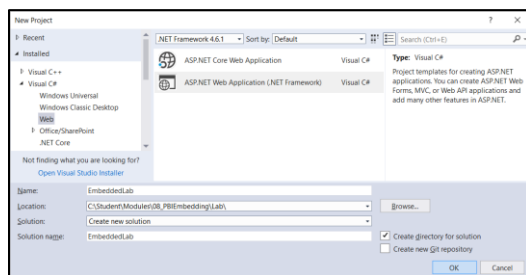 New Project
? ×
Recent
.NET Framework 4.6.1 Sort by: Default
Search (Ctrl+E)
Installed
Visual C++
Visual C#
Windows Universal
Windows Classic Desktop
Web
Office/SharePoint
.NET Core
Not finding what you are looking for?
Open Visual Studio Installer
ASP.NET Core Web Application Visual C#
ASP.NET Web Application (.NET Framework) Visual C#
Type: Visual C#
Project templates for creating ASP.NET
applications. You can create ASP.NET Web
Forms, MVC, or Web API applications and
add many other features in ASP.NET.
Name: EmbeddedLab
Location: C:\Student\Modules\08_PBIEmbedding\Lab\ Browse...
Solution: Create new solution
Solution name: EmbeddedLab
Create directory for solution
Create new Git repository
OK Cancel